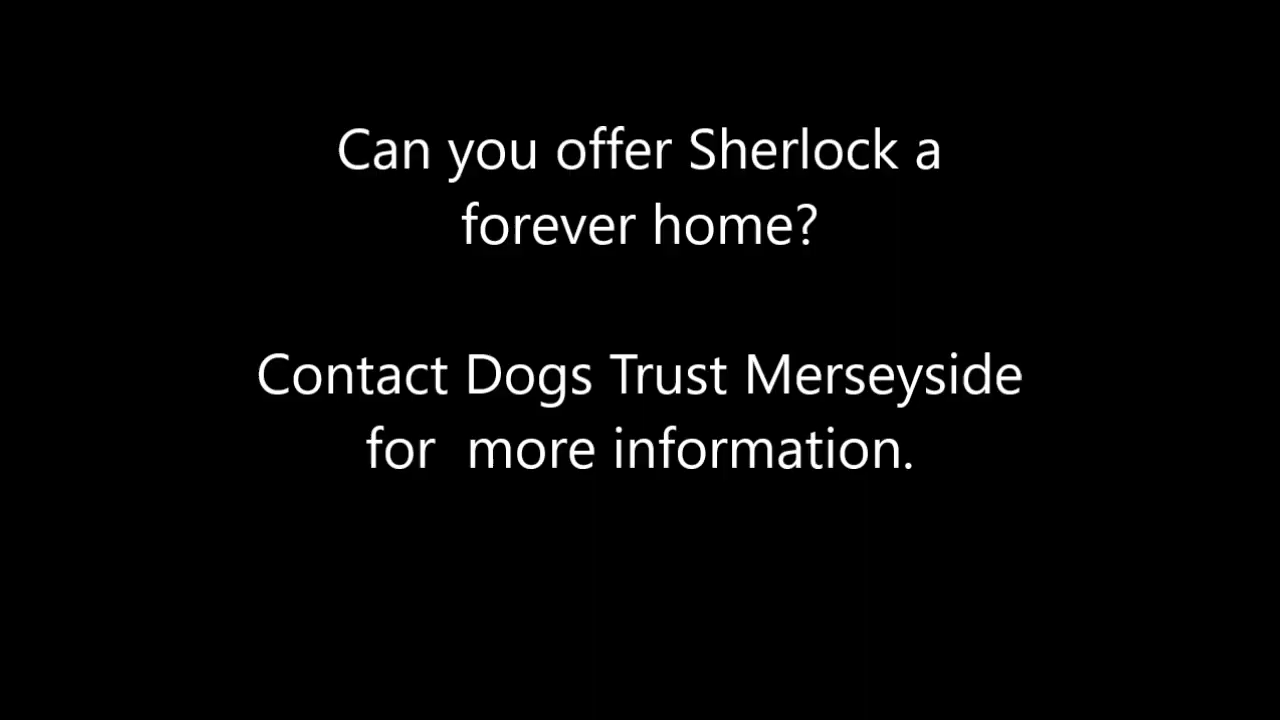 Can you offer Sherlock a
forever home?
Contact Dogs Trust Merseyside
for  more information.